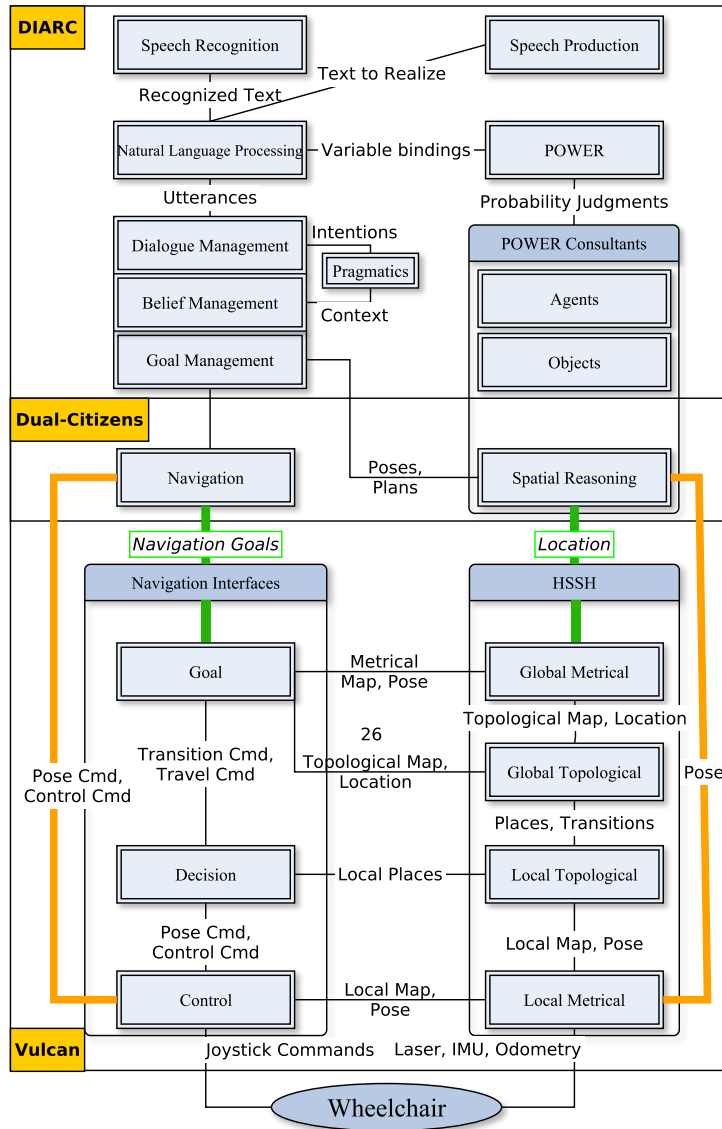 DIARC
Speech Recognition
Speech Production
Text to Realize
Recognized Text
Natural Language Processing
Variable bindings
POWER
Utterances
Probability Judgments
Dialogue Management
Intentions
POWER Consultants
Pragmatics
Agents
Belief Management
Context
Goal Management
Objects
Dual-Citizens
Navigation
Poses,
Plans
Spatial Reasoning
Navigation Goals
Location
Navigation Interfaces
HSSH
Goal
Metrical
Map, Pose
Global Metrical
Topological Map, Location
26
Transition Cmd,
Travel Cmd
Topological Map,
Location
Global Topological
Pose Cmd,
Control Cmd
Pose
Places, Transitions
Decision
Local Places
Local Topological
Pose Cmd,
Control Cmd
Local Map, Pose
Control
Local Map,
Pose
Local Metrical
Vulcan
Joystick Commands
Laser, IMU, Odometry
Wheelchair